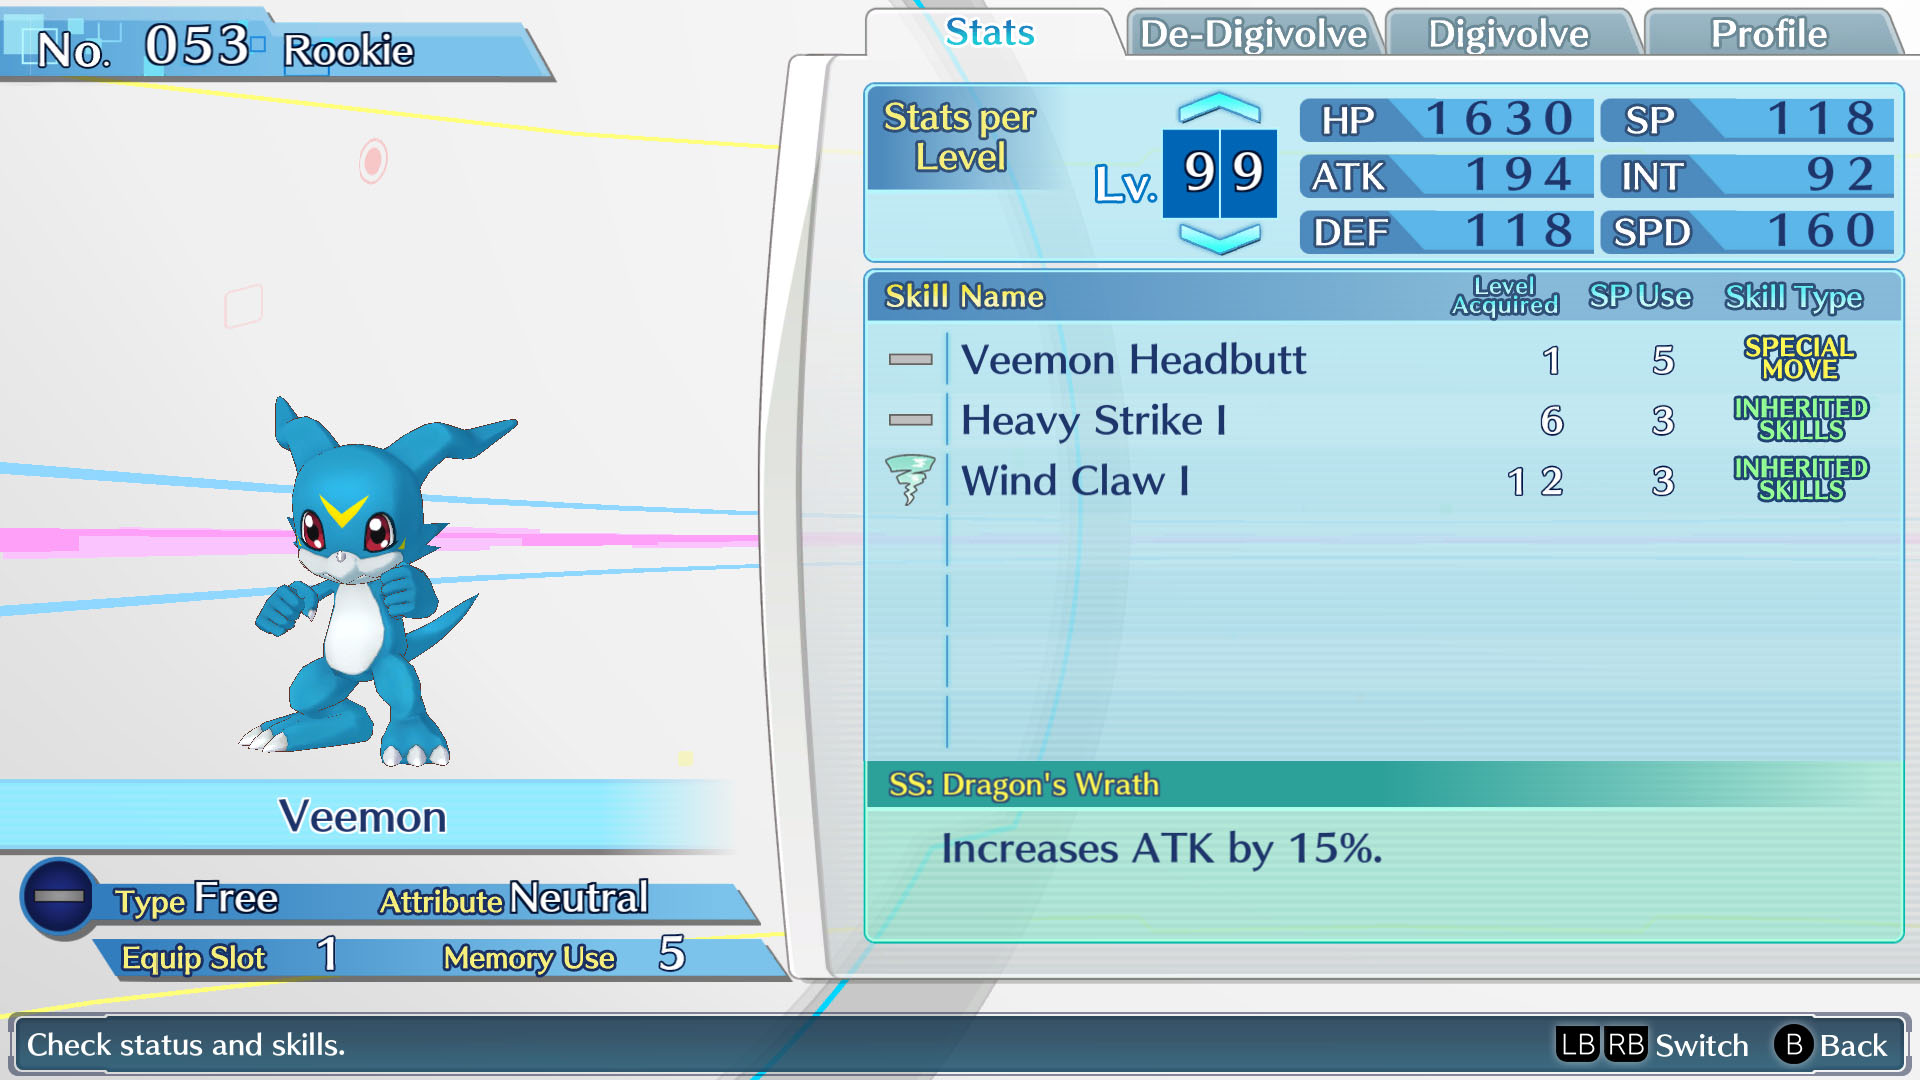 No. 053 Rookie
Stats De-Digivolve Digivolve Profile
Stats per
Level
Lv. 99
HP 1630 SP 118
ATK 194 INT 92
DEF 118 SPD 160
Skill Name Level Acquired SP Use Skill Type
Veemon Headbutt 1 5 SPECIAL MOVE
Heavy Strike I 6 3 INHERITED SKILLS
Wind Claw I 12 3 INHERITED SKILLS
SS: Dragon's Wrath
Increases ATK by 15%.
Veemon
Type Free Attribute Neutral
Equip Slot 1 Memory Use 5
Check status and skills.
LB RB Switch B Back